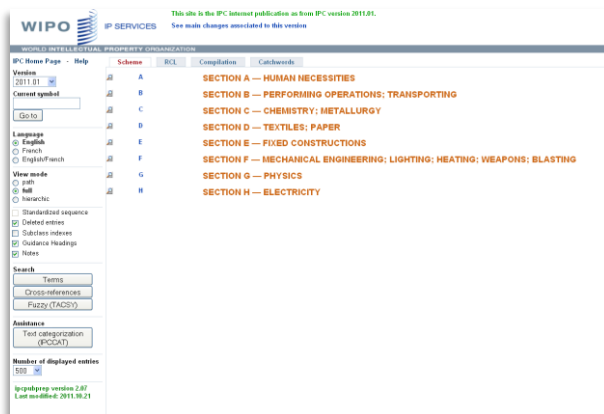 This site is the IPC internet publication as from IPC version 2011.01.
WIPO IP SERVICES See main changes associated to this version
WORLD INTELLECTUAL PROPERTY ORGANIZATION
IPC Home Page - Help
Scheme RCL Compilation Catchwords
Version
2011.01
Current symbol
Go to
Language
English
French
English/French
View mode
path
full
hierarchic
Standardized sequence
Deleted entries
Subclass indexes
Guidance Headings
Notes
Search
Terms
Cross-references
Fuzzy (TACSY)
Assistance
Text categorization
(IPCCAT)
Number of displayed entries
500
ipcpubprep version 2.07
Last modified: 2011.10.21
A SECTION A — HUMAN NECESSITIES
B SECTION B — PERFORMING OPERATIONS; TRANSPORTING
C SECTION C — CHEMISTRY; METALLURGY
D SECTION D — TEXTILES; PAPER
E SECTION E — FIXED CONSTRUCTIONS
F SECTION F — MECHANICAL ENGINEERING; LIGHTING; HEATING; WEAPONS; BLASTING
G SECTION G — PHYSICS
H SECTION H — ELECTRICITY